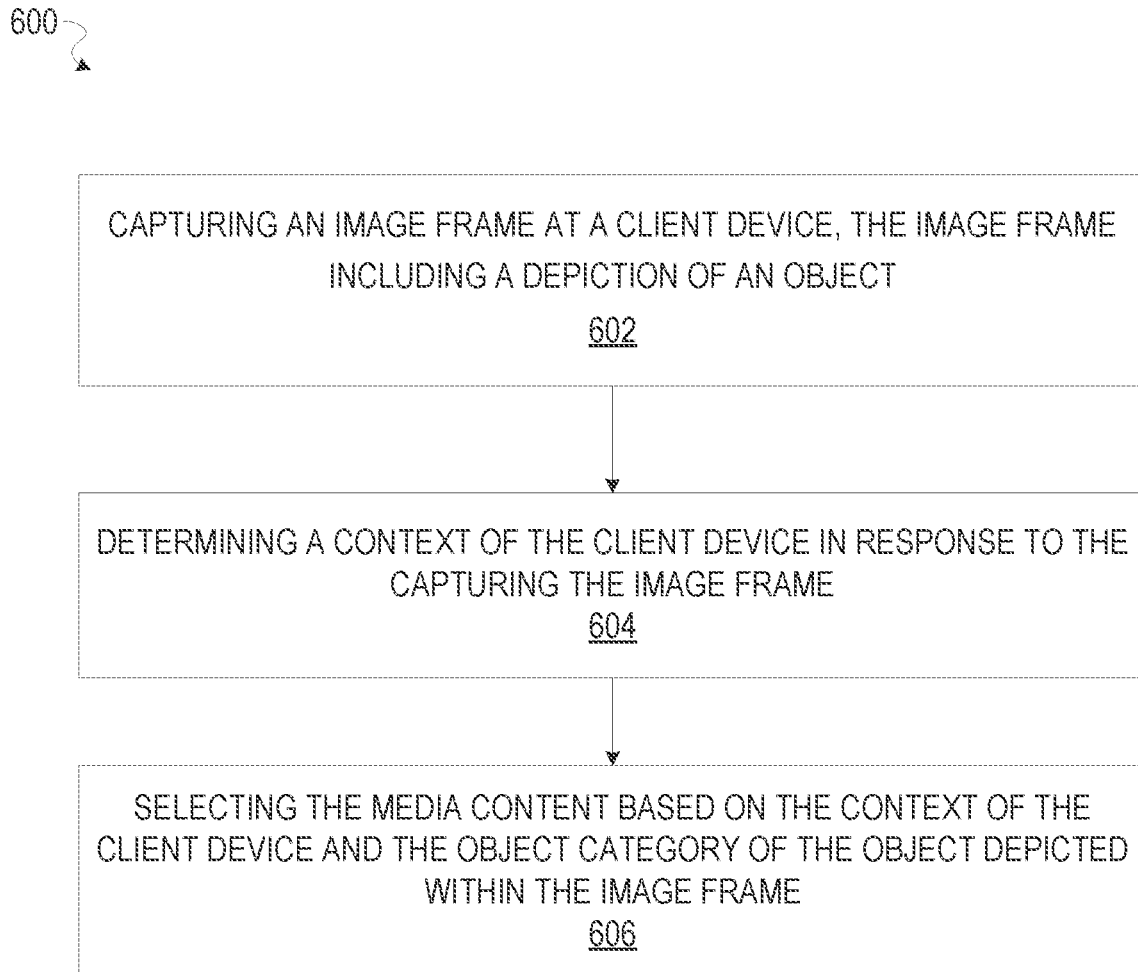 600
CAPTURING AN IMAGE FRAME AT A CLIENT DEVICE, THE IMAGE FRAME
INCLUDING A DEPICTION OF AN OBJECT
602
DETERMINING A CONTEXT OF THE CLIENT DEVICE IN RESPONSE TO THE
CAPTURING THE IMAGE FRAME
604
SELECTING THE MEDIA CONTENT BASED ON THE CONTEXT OF THE
CLIENT DEVICE AND THE OBJECT CATEGORY OF THE OBJECT DEPICTED
WITHIN THE IMAGE FRAME
606